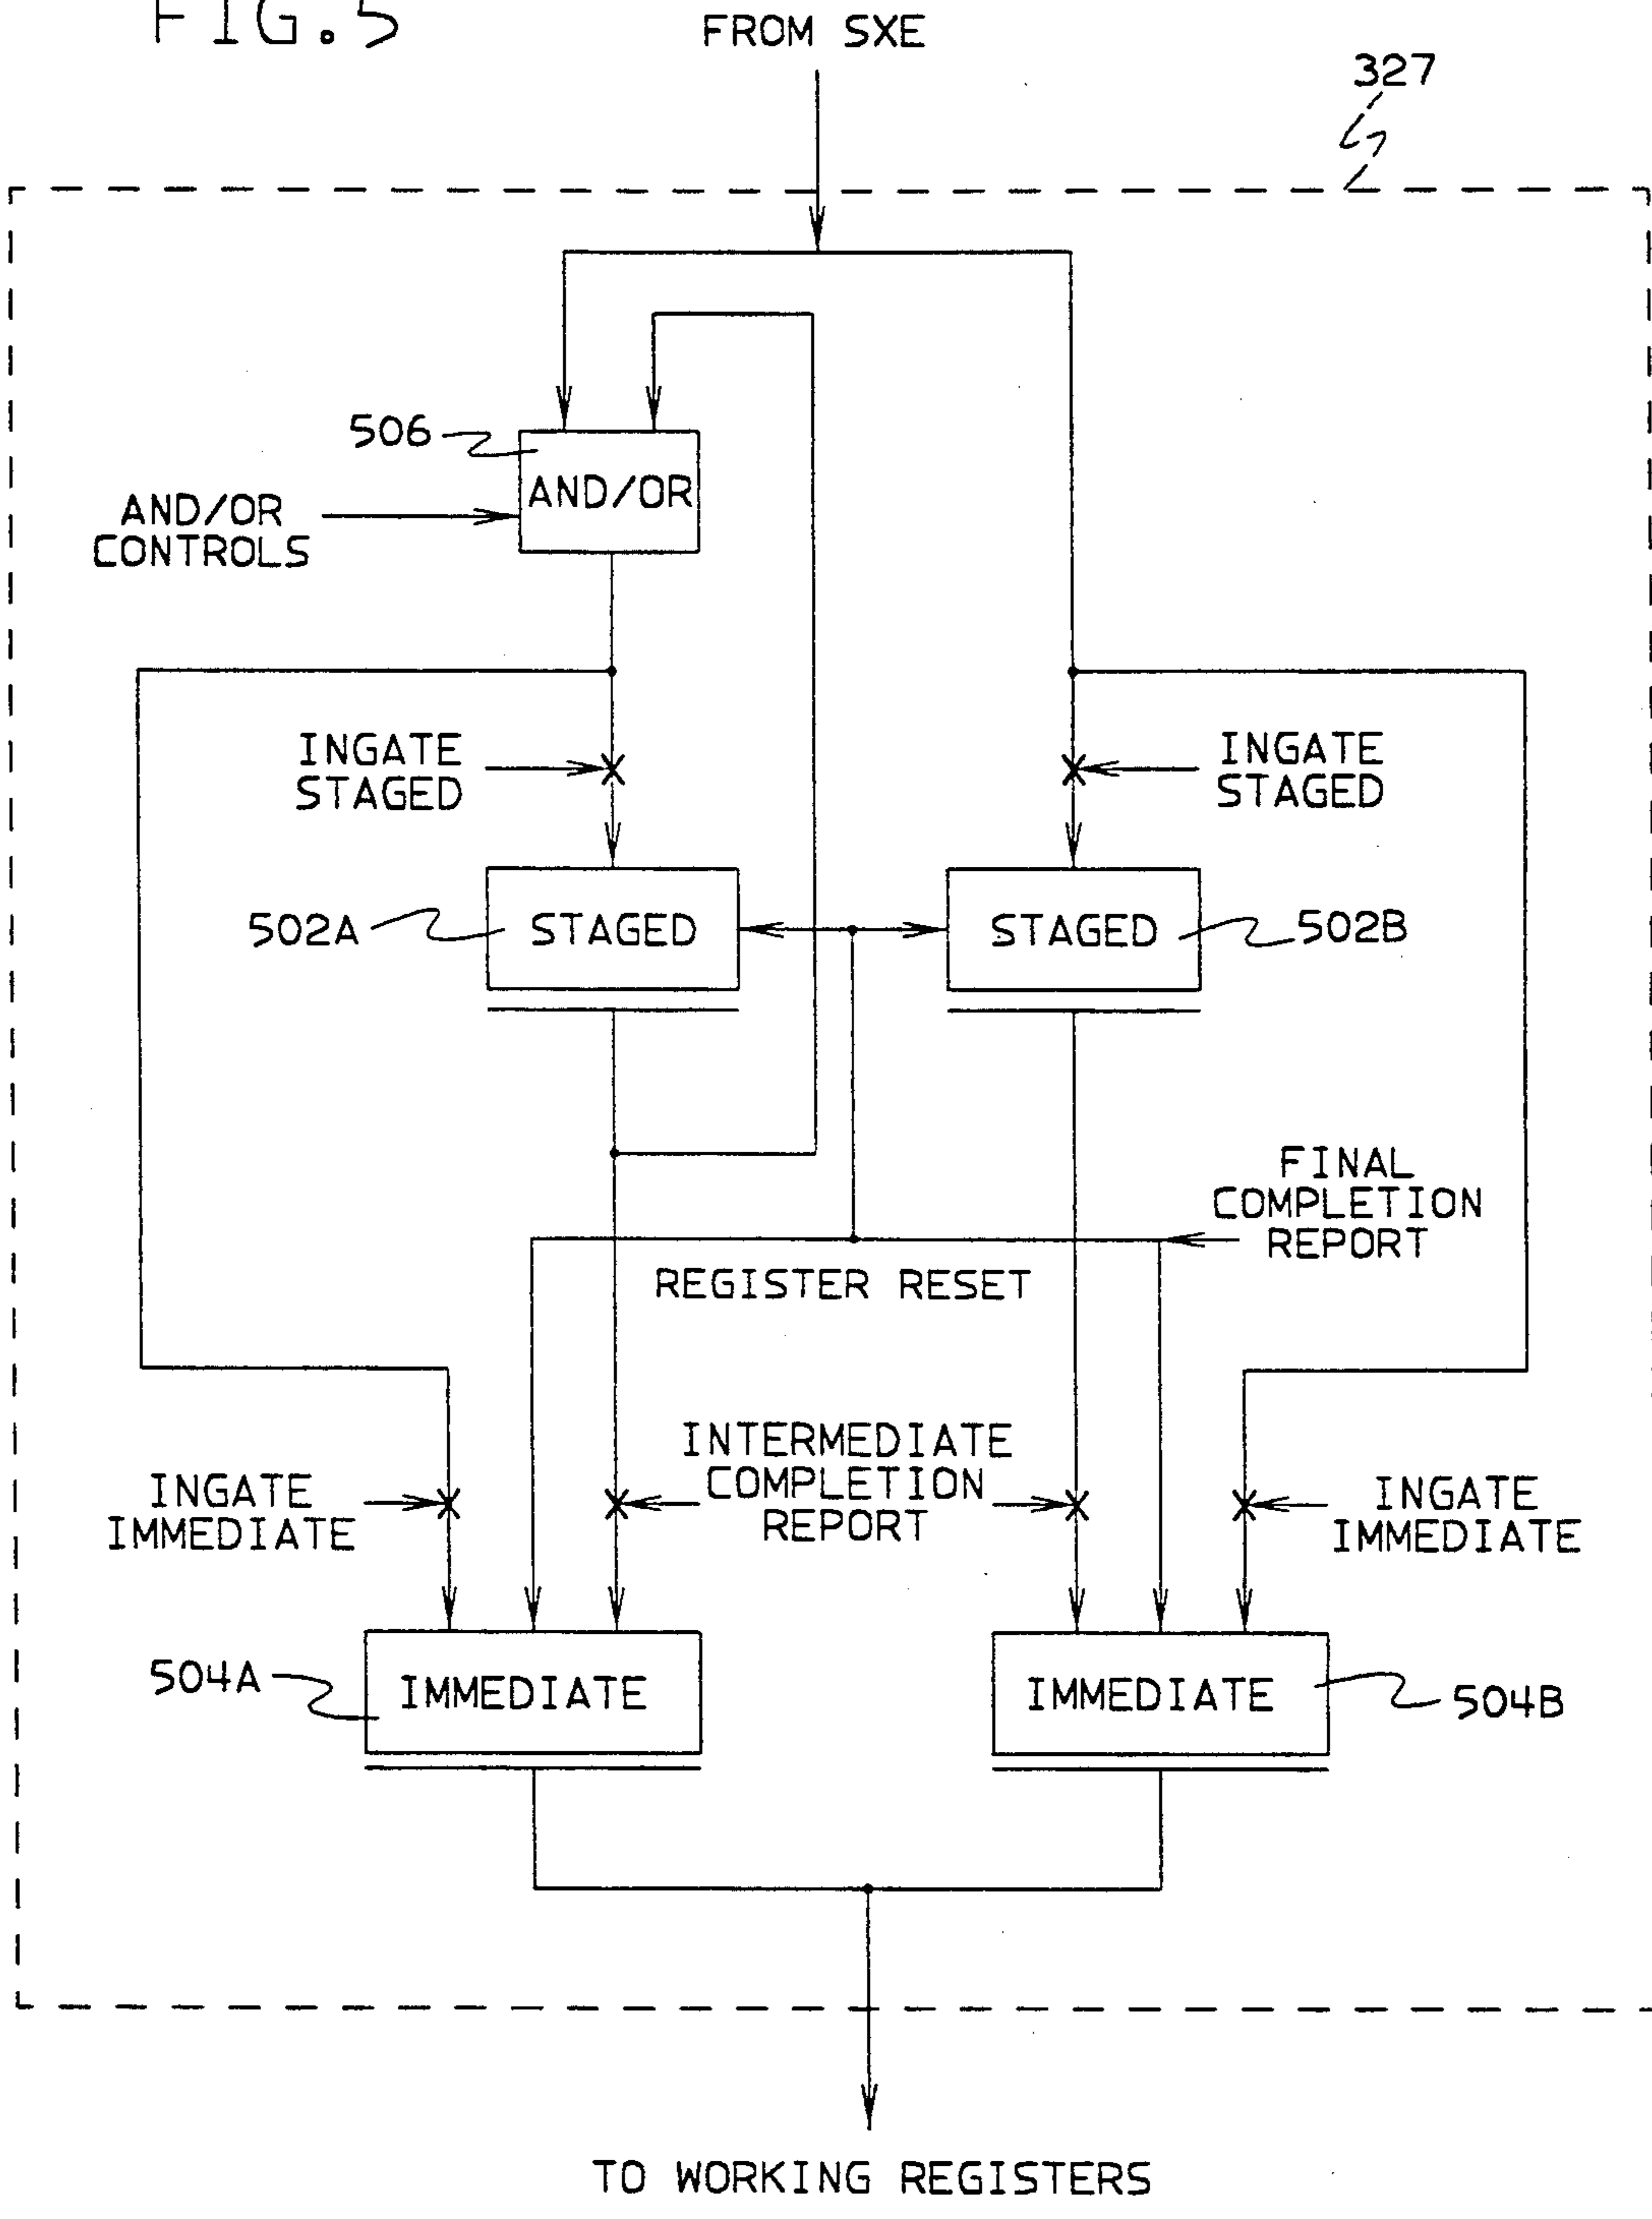 FIG.5
FROM SXE
327
506
AND/OR
AND/OR
CONTROLS
INGATE
STAGED
INGATE
STAGED
502A
STAGED
STAGED
502B
FINAL
COMPLETION
REPORT
REGISTER RESET
INTERMEDIATE
COMPLETION
REPORT
INGATE
IMMEDIATE
INGATE
IMMEDIATE
504A
IMMEDIATE
IMMEDIATE
504B
TO WORKING REGISTERS